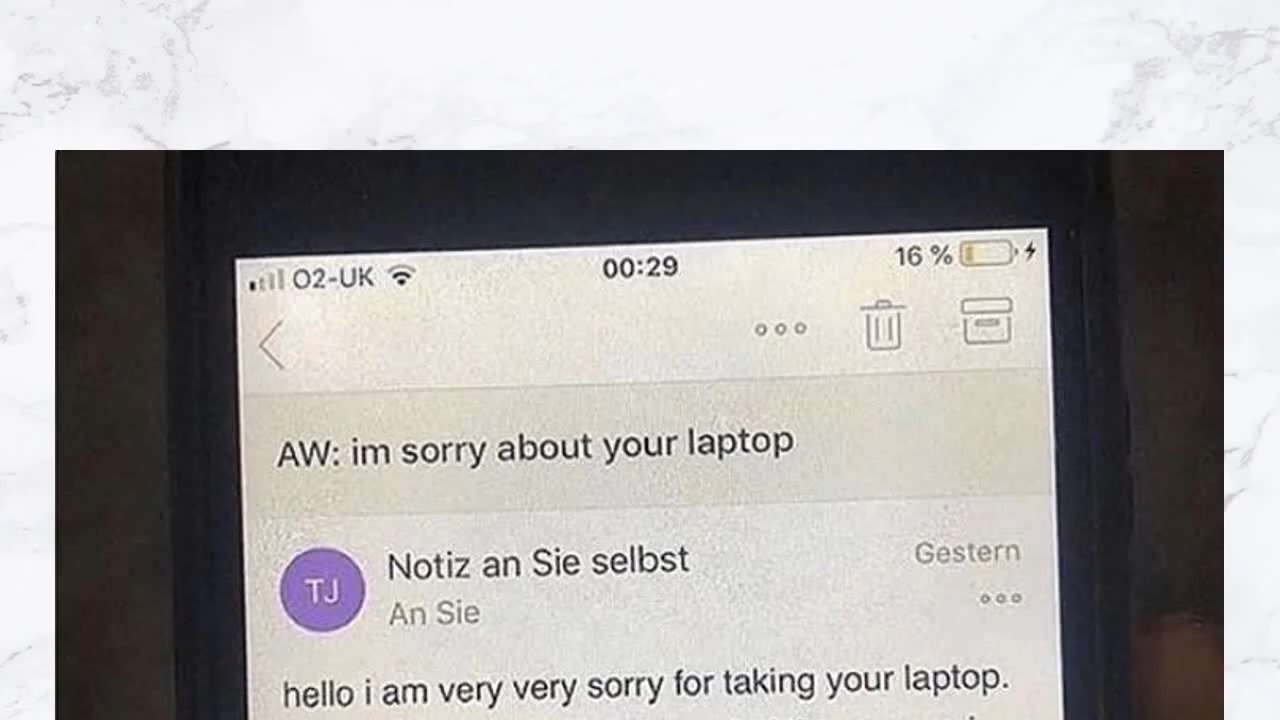 O2-UK 00:29 16 %
AW: im sorry about your laptop
TJ Notiz an Sie selbst Gestern
An Sie
hello i am very very sorry for taking your laptop.